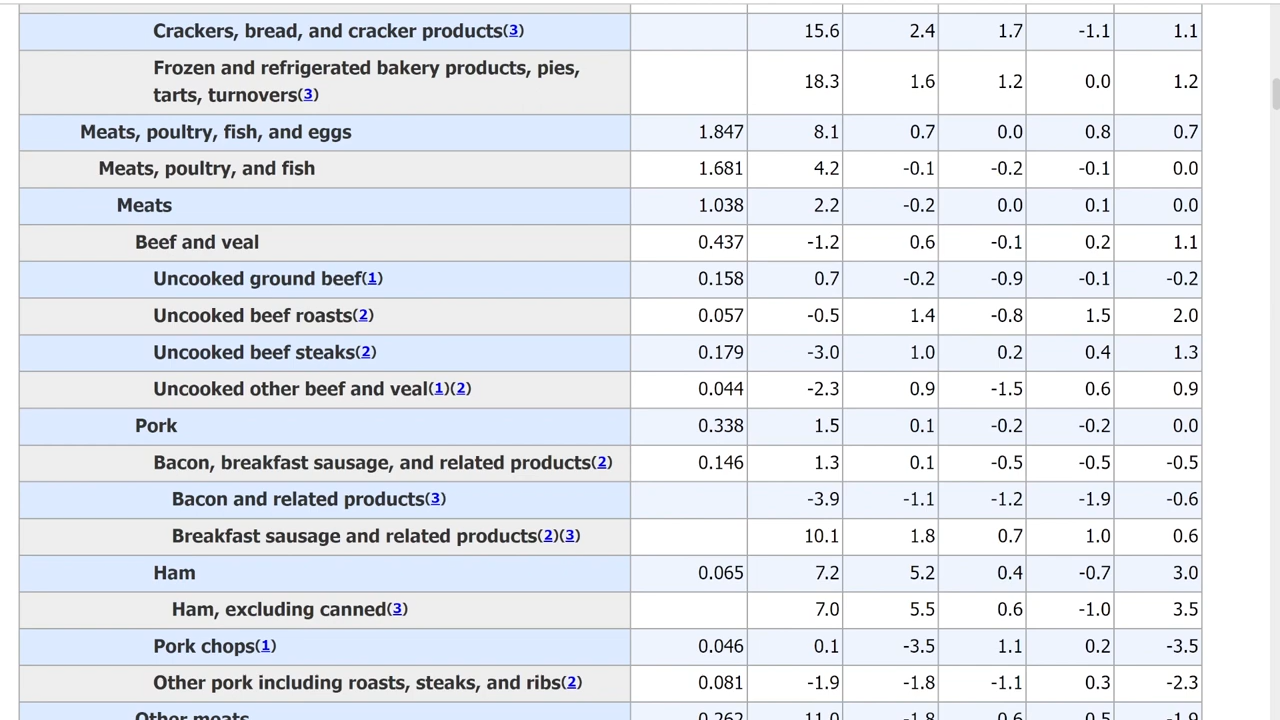 Crackers, bread, and cracker products(3) 15.6 2.4 1.7 -1.1 1.1
Frozen and refrigerated bakery products, pies,
tarts, turnovers(3) 18.3 1.6 1.2 0.0 1.2
Meats, poultry, fish, and eggs 1.847 8.1 0.7 0.0 0.8 0.7
Meats, poultry, and fish 1.681 4.2 -0.1 -0.2 -0.1 0.0
Meats 1.038 2.2 -0.2 0.0 0.1 0.0
Beef and veal 0.437 -1.2 0.6 -0.1 0.2 1.1
Uncooked ground beef(1) 0.158 0.7 -0.2 -0.9 -0.1 -0.2
Uncooked beef roasts(2) 0.057 -0.5 1.4 -0.8 1.5 2.0
Uncooked beef steaks(2) 0.179 -3.0 1.0 0.2 0.4 1.3
Uncooked other beef and veal(1)(2) 0.044 -2.3 0.9 -1.5 0.6 0.9
Pork 0.338 1.5 0.1 -0.2 -0.2 0.0
Bacon, breakfast sausage, and related products(2) 0.146 1.3 0.1 -0.5 -0.5 -0.5
Bacon and related products(3) -3.9 -1.1 -1.2 -1.9 -0.6
Breakfast sausage and related products(2)(3) 10.1 1.8 0.7 1.0 0.6
Ham 0.065 7.2 5.2 0.4 -0.7 3.0
Ham, excluding canned(3) 7.0 5.5 0.6 -1.0 3.5
Pork chops(1) 0.046 0.1 -3.5 1.1 0.2 -3.5
Other pork including roasts, steaks, and ribs(2) 0.081 -1.9 -1.8 -1.1 0.3 -2.3
Other meats 0.262 11.0 -1.8 0.6 0.5 -1.9